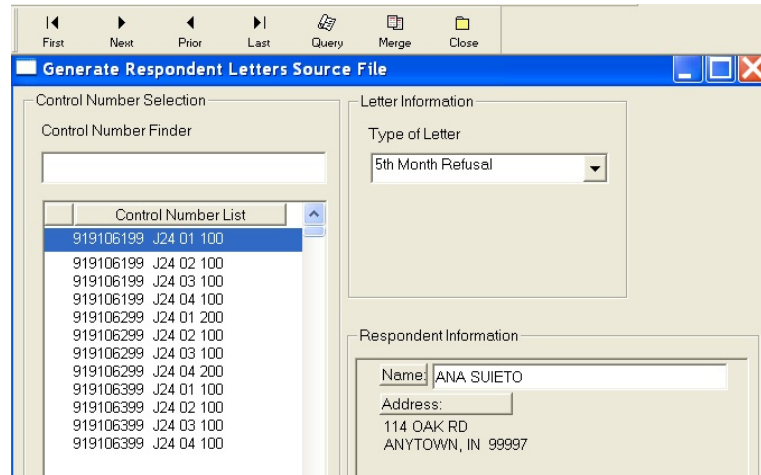 First Next Prior Last Query Merge Close
Generate Respondent Letters Source File
Control Number Selection
Control Number Finder
Control Number List
919106199 J24 01 100
919106199 J24 02 100
919106199 J24 03 100
919106199 J24 04 100
919106299 J24 01 200
919106299 J24 02 100
919106299 J24 03 100
919106299 J24 04 200
919106399 J24 01 100
919106399 J24 02 100
919106399 J24 03 100
919106399 J24 04 100
Letter Information
Type of Letter
5th Month Refusal
Respondent Information
Name: ANA SUIETO
Address:
114 OAK RD
ANYTOWN, IN 99997